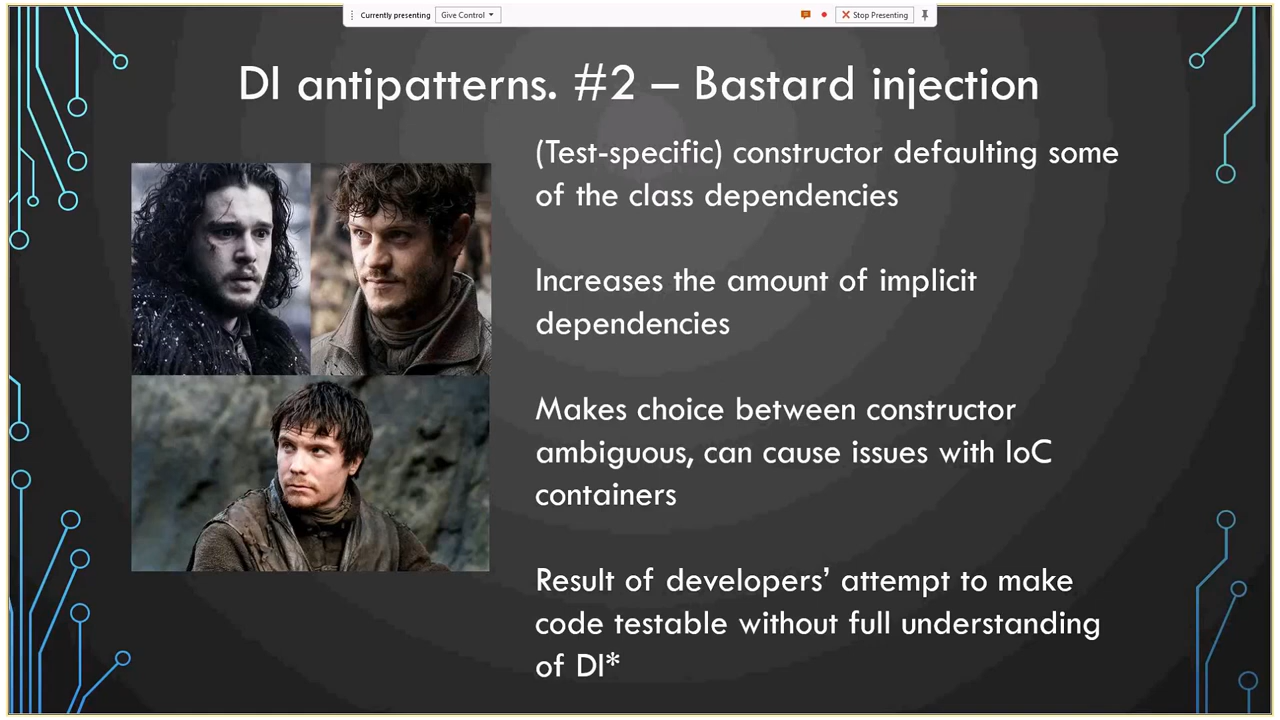 Currently presenting Give Control Stop Presenting
DI antipatterns. #2 – Bastard injection
(Test-specific) constructor defaulting some
of the class dependencies
Increases the amount of implicit
dependencies
Makes choice between constructor
ambiguous, can cause issues with IoC
containers
Result of developers’ attempt to make
code testable without full understanding
of DI*